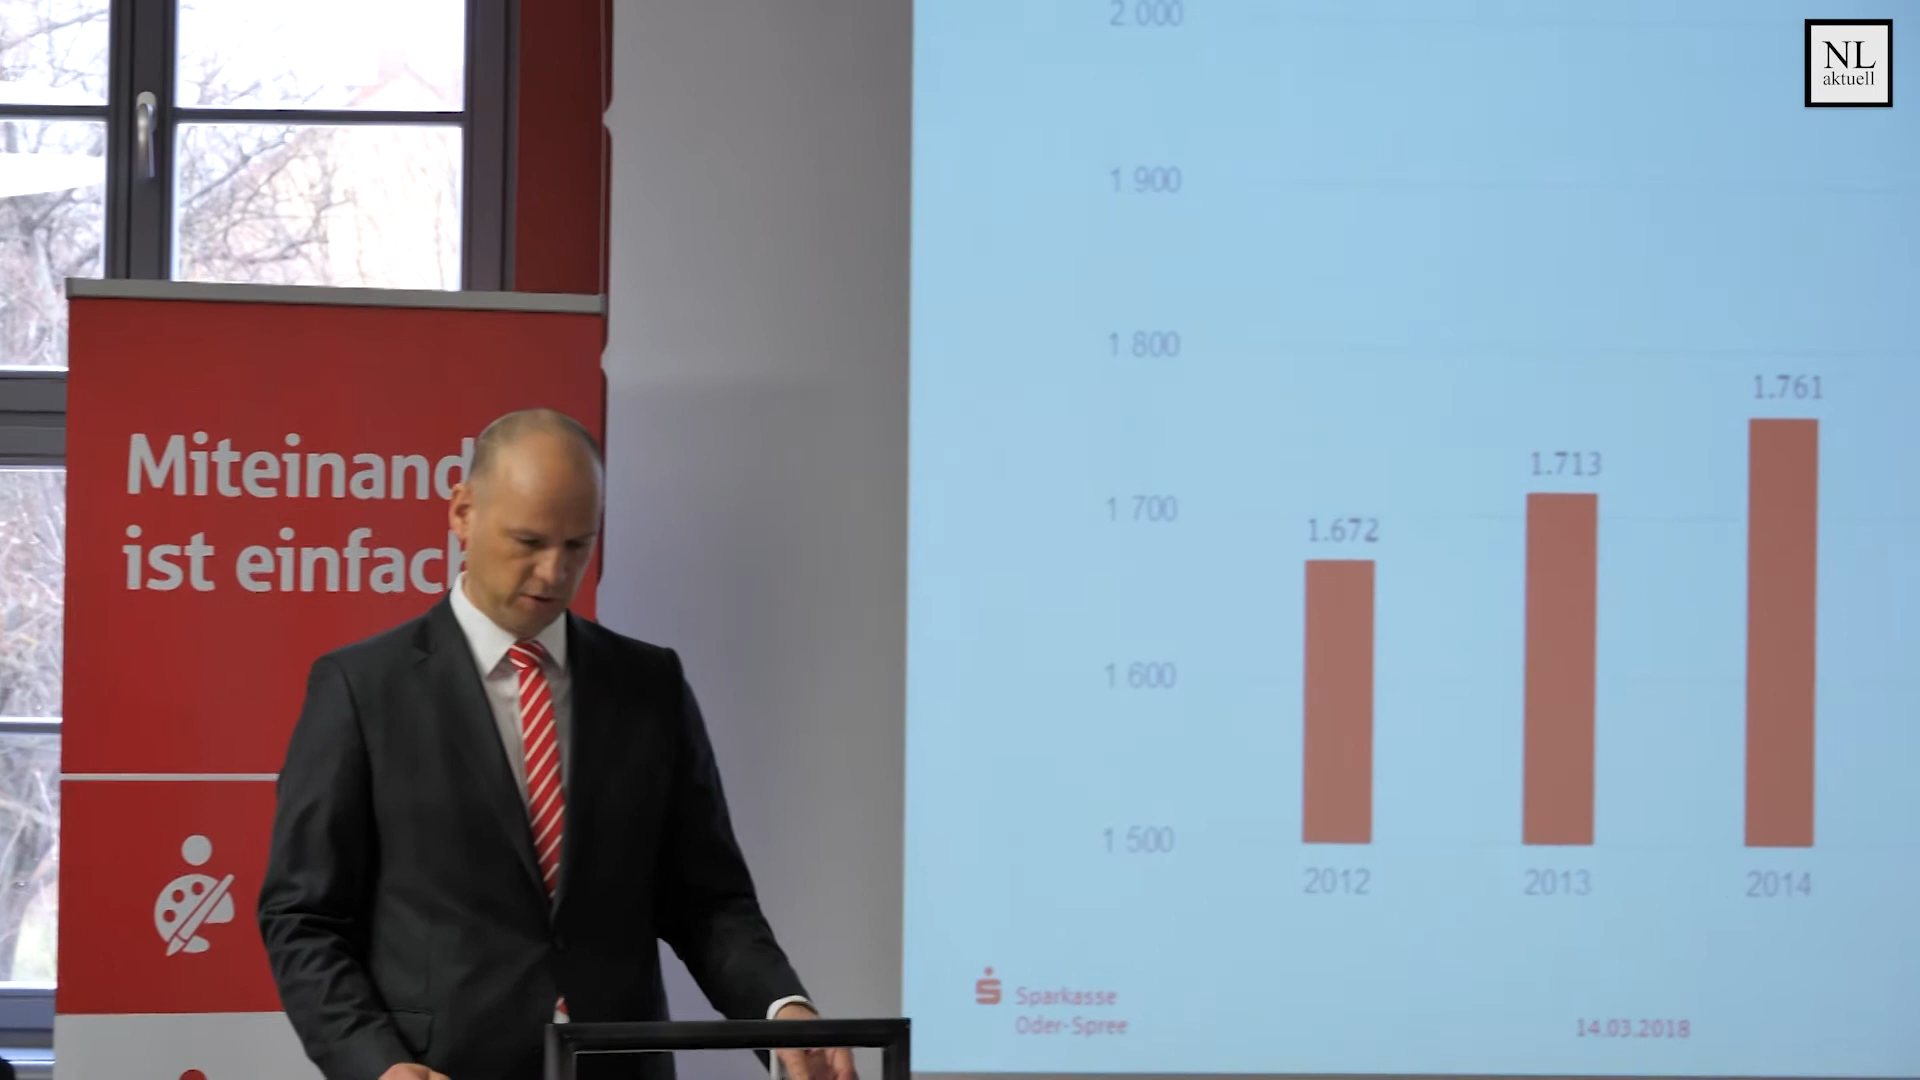 NL
aktuell
Miteinand
ist einfach
2 000
1 900
1 800
1 700
1 600
1 500
1.672
1.713
1.761
2012
2013
2014
Sparkasse
Oder-Spree
14.03.2018